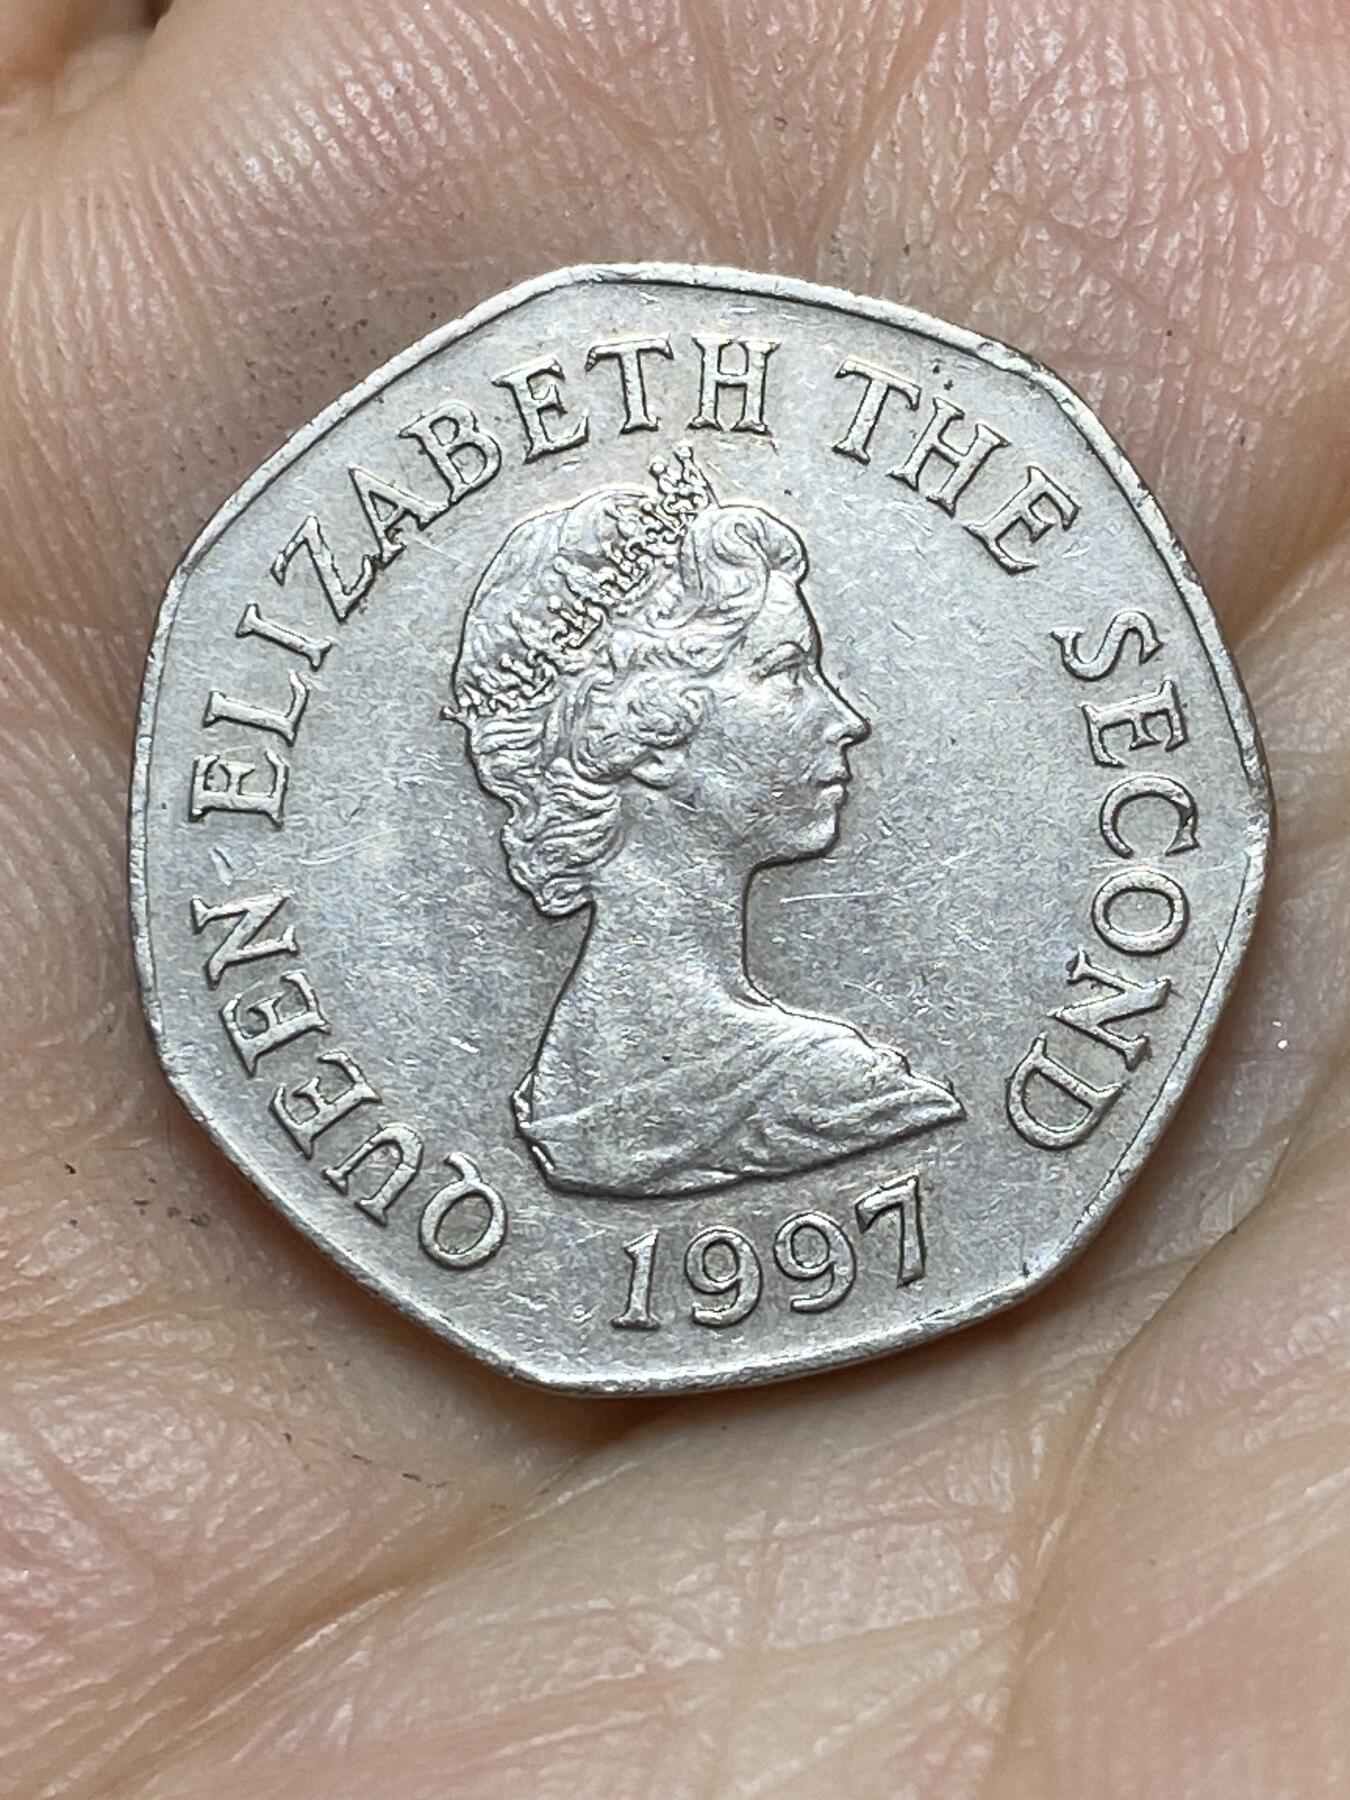 QUEEN ELIZABETH THE SECOND
1997